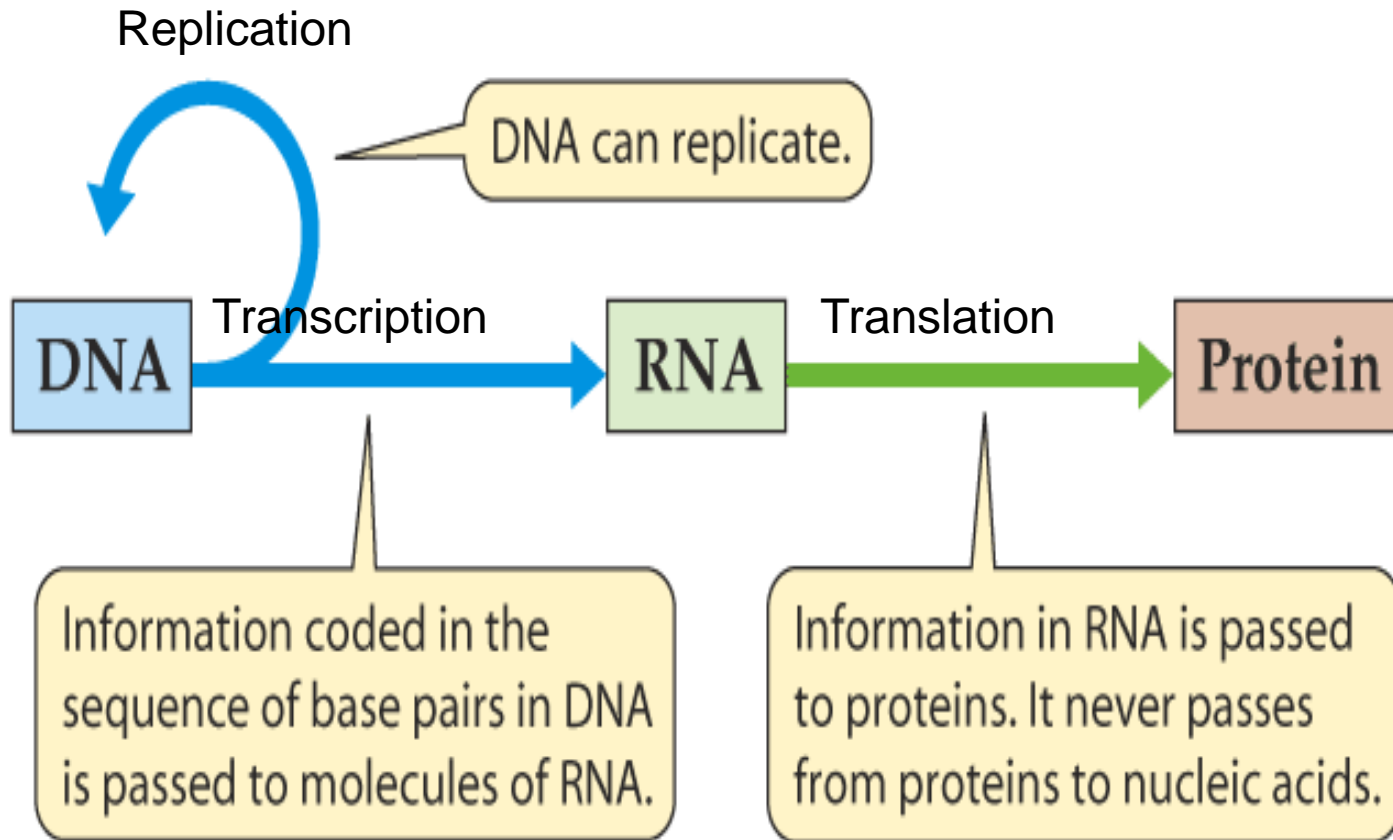 Replication
DNA can replicate.
DNA
Transcription
RNA
Translation
Protein
Information coded in the
sequence of base pairs in DNA
is passed to molecules of RNA.
Information in RNA is passed
to proteins. It never passes
from proteins to nucleic acids.